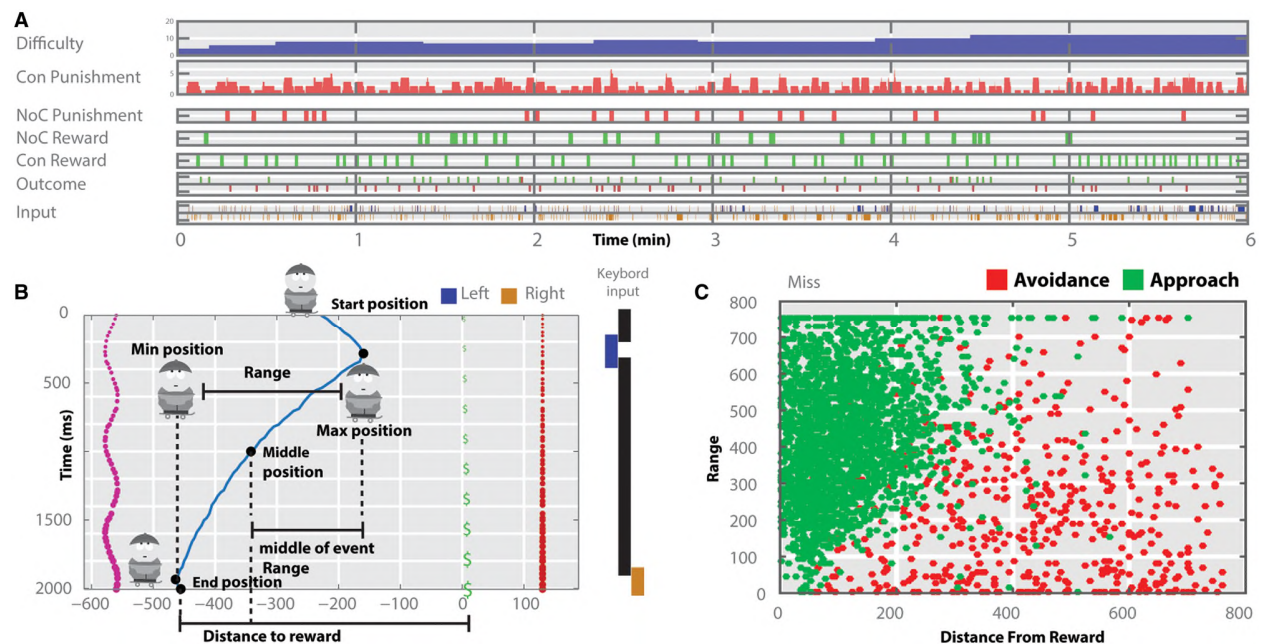 A
Difficulty
20
10
0
Con Punishment
5
0
NoC Punishment
NoC Reward
Con Reward
Outcome
Input
0 1 2 3 4 5 6
Time (min)
B
Start position
Left Right
Keybord
input
Min position
Range
Max position
Middle
position
middle of event
Range
End position
Distance to reward
Time (ms)
0
500
1500
2000
−600 −500 −400 −300 −200 −100 0 100
$
$
$
$
$
$
$
$
$
C
Miss
Avoidance Approach
Range
800
700
600
500
400
300
200
100
0
0 200 400 600 800
Distance From Reward